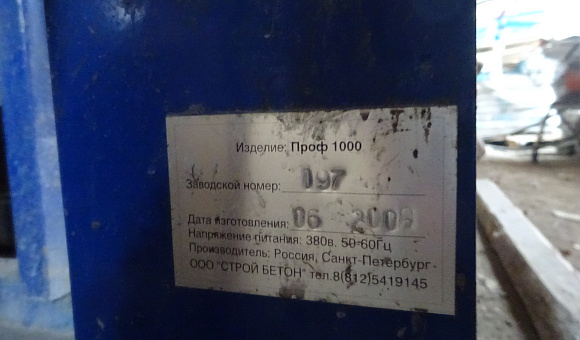 Изделие: Проф 1000
Заводской номер: 097
Дата изготовления: 06
Напряжение питания: 380в. 50-60Гц
Производитель: Россия, Санкт-Петербург -
ООО "СТРОЙ БЕТОН" тел.8(812)5419145